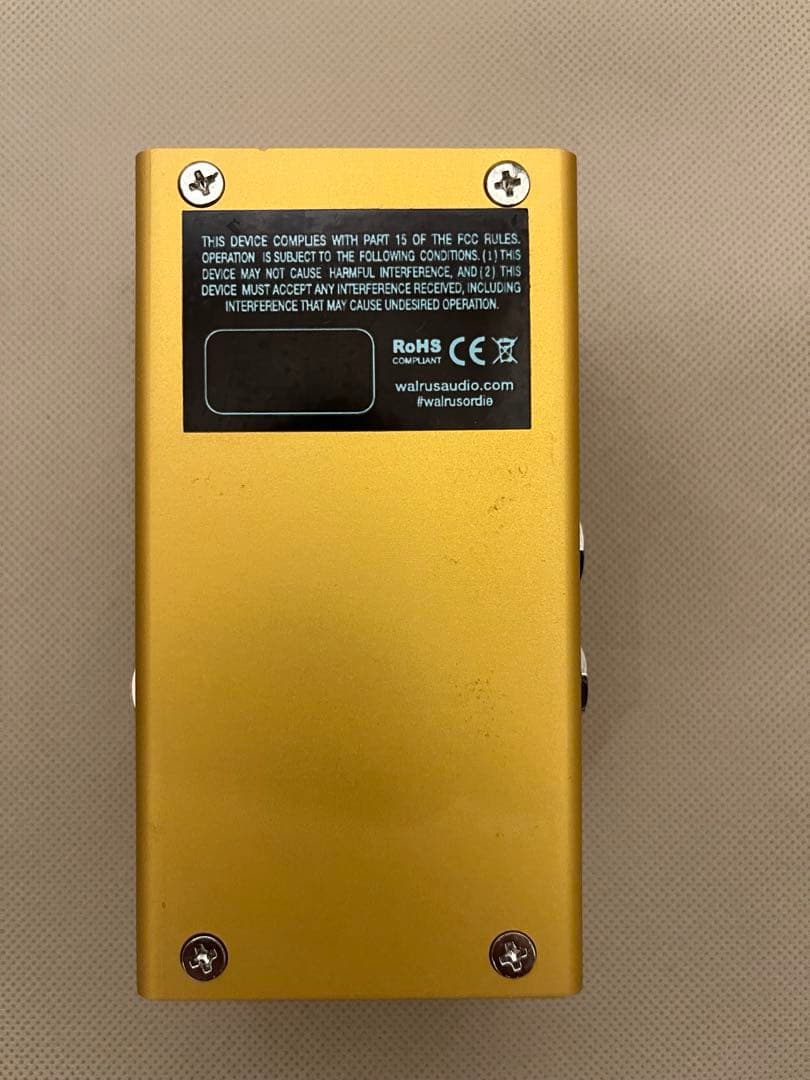 THIS DEVICE COMPLIES WITH PART 15 OF THE FCC RULES.
OPERATION IS SUBJECT TO THE FOLLOWING CONDITIONS. (1) THIS
DEVICE MAY NOT CAUSE HARMFUL INTERFERENCE, AND (2) THIS
DEVICE MUST ACCEPT ANY INTERFERENCE RECEIVED, INCLUDING
INTERFERENCE THAT MAY CAUSE UNDESIRED OPERATION.
RoHS CE
COMPLIANT
walrusaudio.com
#walrusordie